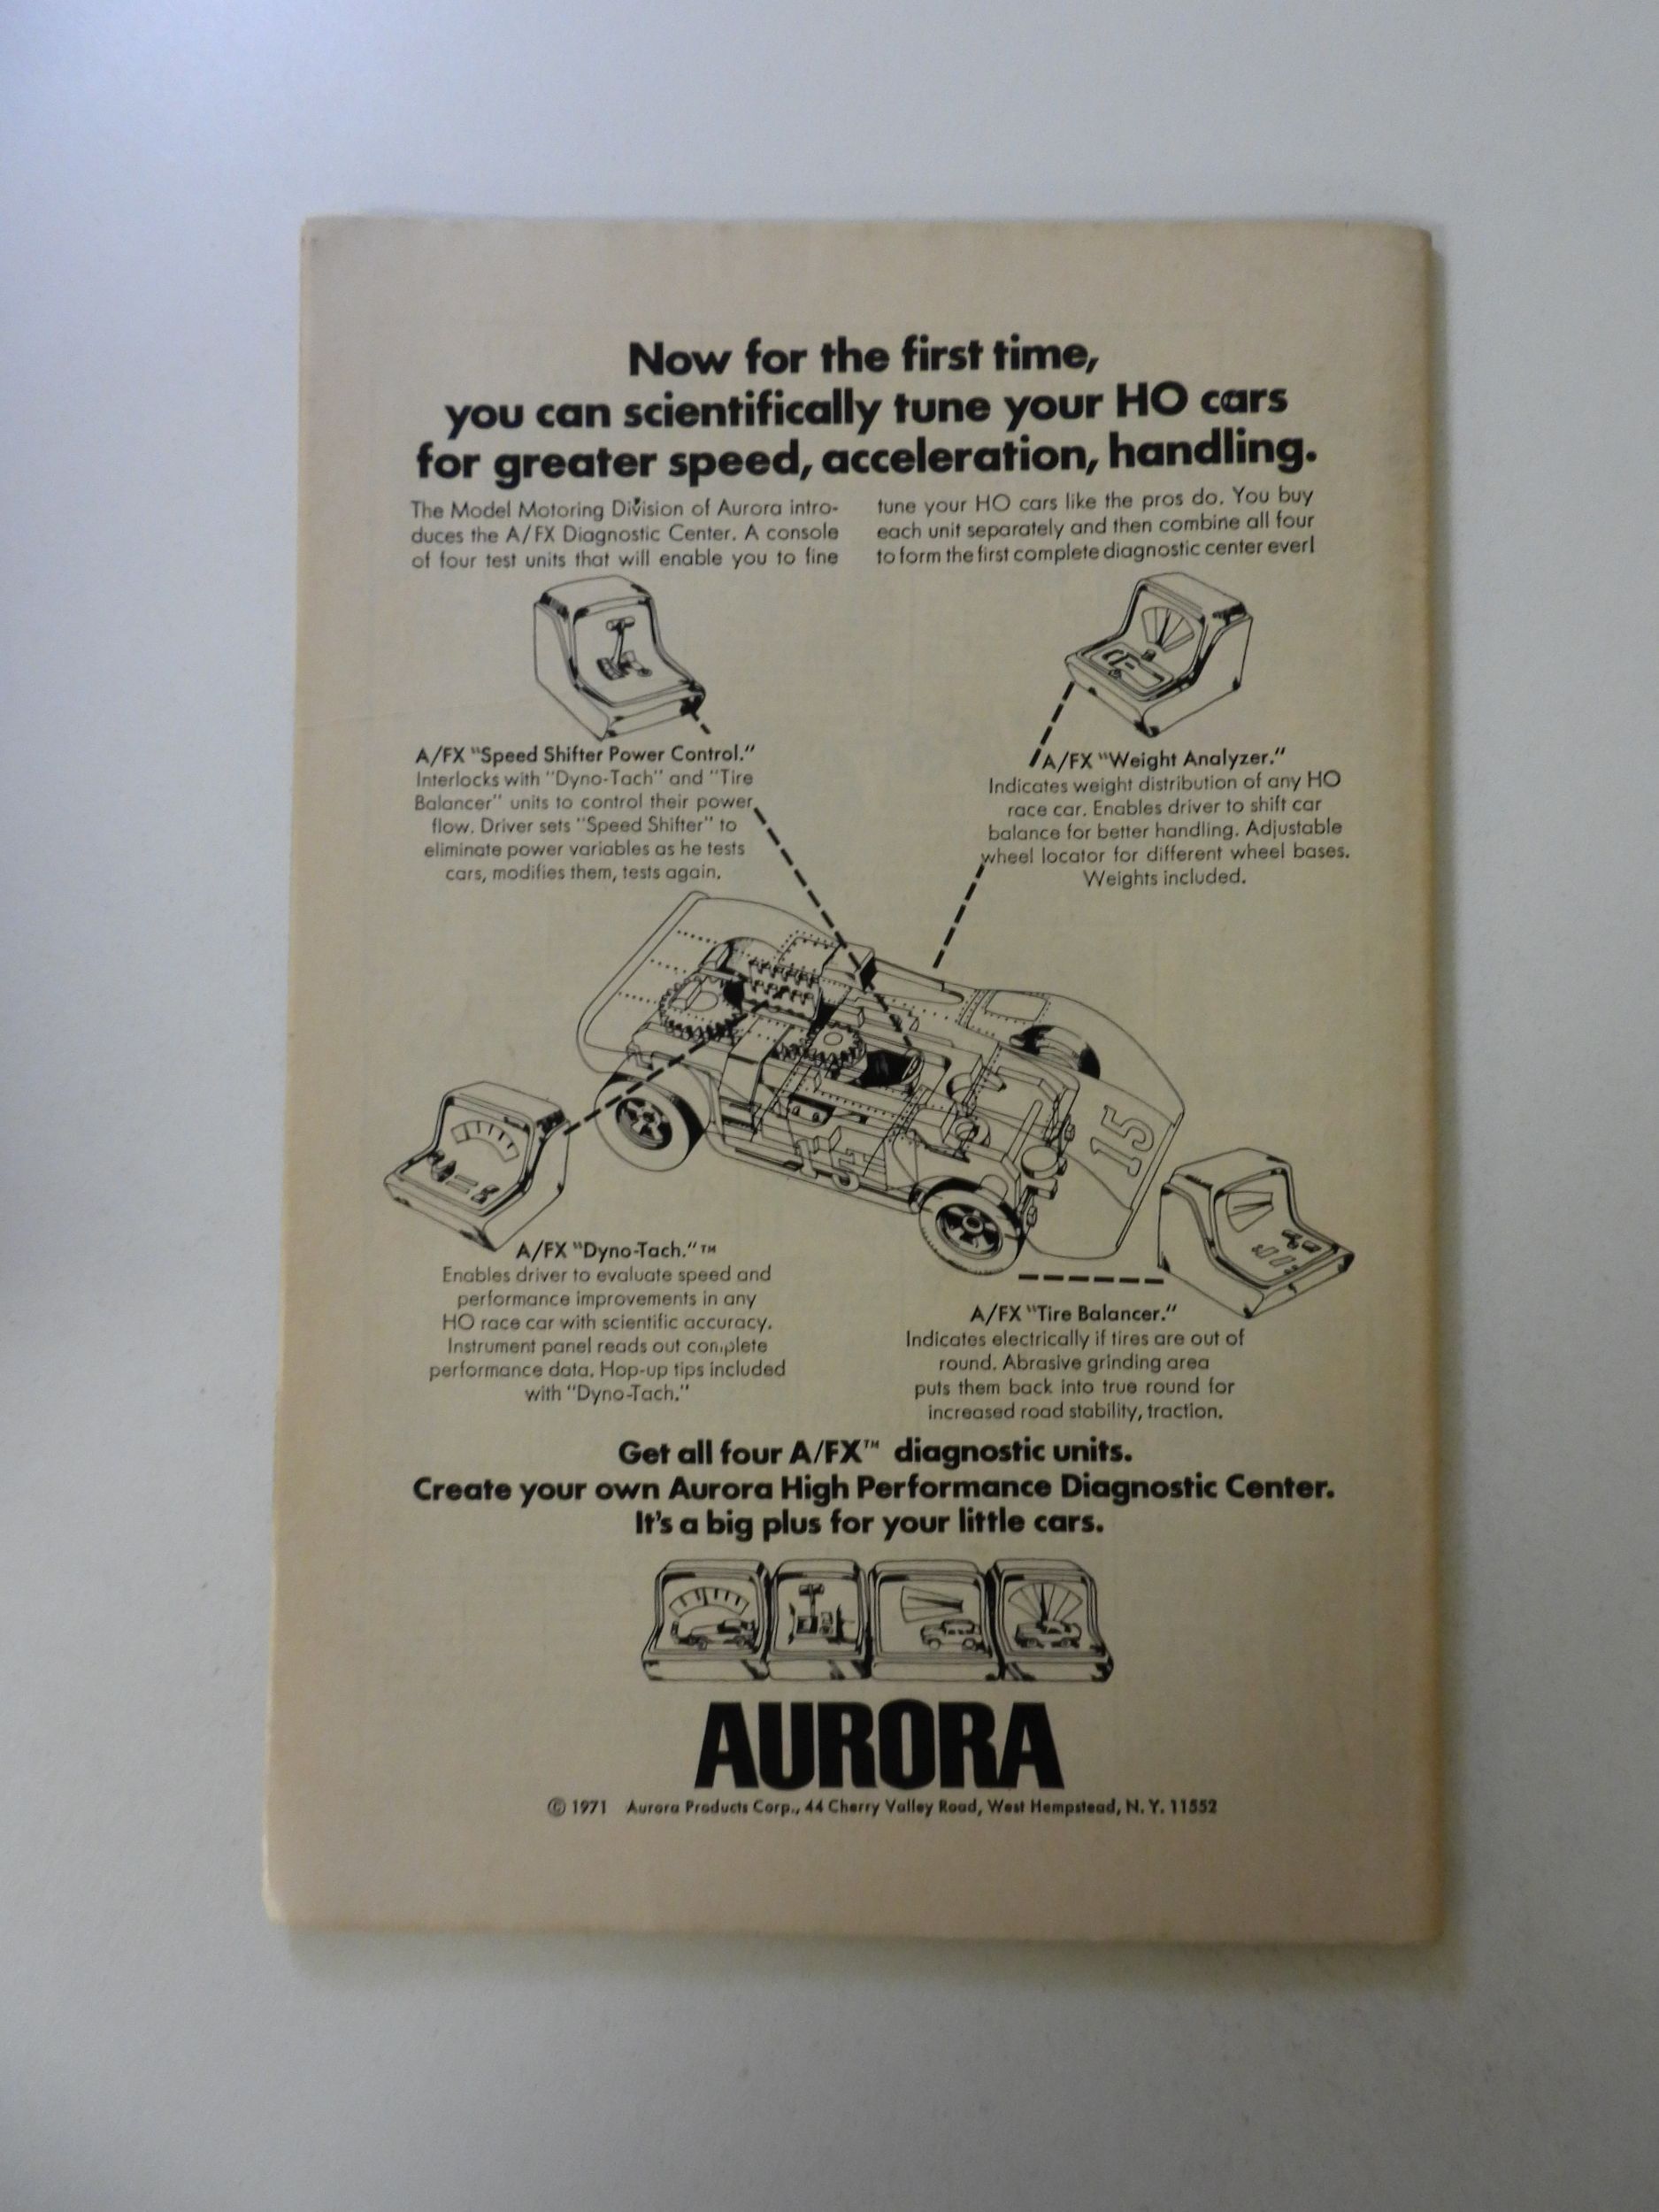 Now for the first time,
you can scientifically tune your HO cars
for greater speed, acceleration, handling.
The Model Motoring Division of Aurora intro-
duces the A/FX Diagnostic Center. A console
of four test units that will enable you to fine
tune your HO cars like the pros do. You buy
each unit separately and then combine all four
to form the first complete diagnostic center ever!
A/FX "Speed Shifter Power Control."
Interlocks with "Dyno-Tach" and "Tire
Balancer" units to control their power
flow. Driver sets "Speed Shifter" to
eliminate power variables as he tests
cars, modifies them, tests again.
A/FX "Weight Analyzer."
Indicates weight distribution of any HO
race car. Enables driver to shift car
balance for better handling. Adjustable
wheel locator for different wheel bases.
Weights included.
15
15
A/FX "Dyno-Tach."™
Enables driver to evaluate speed and
performance improvements in any
HO race car with scientific accuracy.
Instrument panel reads out complete
performance data. Hop-up tips included
with "Dyno-Tach."
A/FX "Tire Balancer."
Indicates electrically if tires are out of
round. Abrasive grinding area
puts them back into true round for
increased road stability, traction.
Get all four A/FX™ diagnostic units.
Create your own Aurora High Performance Diagnostic Center.
It's a big plus for your little cars.
AURORA
© 1971 Aurora Products Corp., 44 Cherry Valley Road, West Hempstead, N. Y. 11552